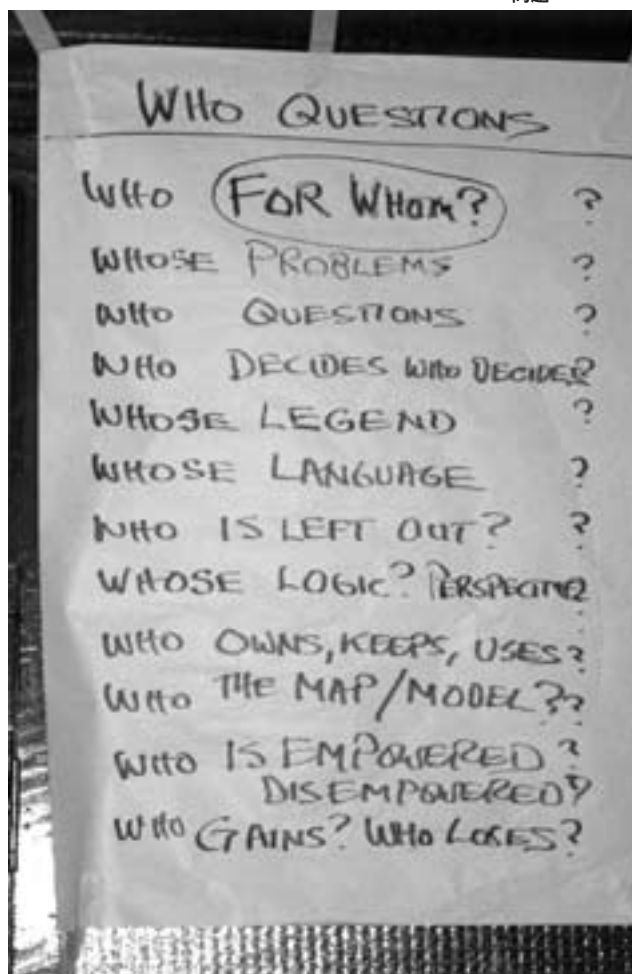 WHO QUESTIONS
WHO FOR WHOM? ?
WHOSE PROBLEMS ?
WHO QUESTIONS ?
WHO DECIDES WHO DECIDES?
WHOSE LEGEND ?
WHOSE LANGUAGE ?
WHO IS LEFT OUT? ?
WHOSE LOGIC? PERSPECTIVE?
WHO OWNS, KEEPS, USES?
WHO THE MAP/MODEL??
WHO IS EMPOWERED?
DISEMPOWERED?
WHO GAINS? WHO LOSES?